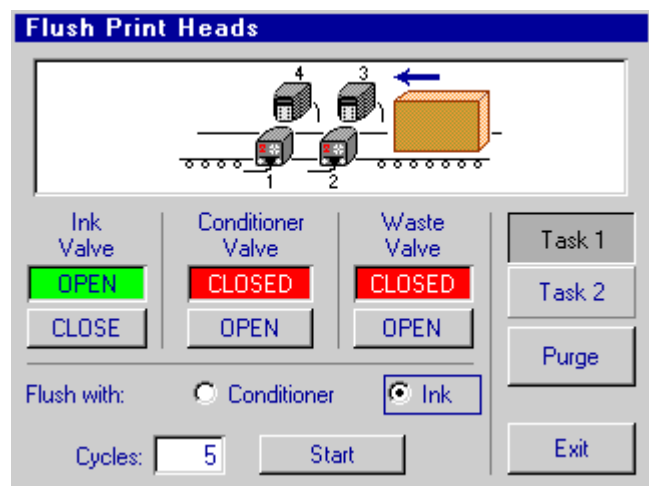 Flush Print Heads
4 3
1 2
Ink Valve
Conditioner Valve
Waste Valve
OPEN CLOSED CLOSED
CLOSE OPEN OPEN
Task 1
Task 2
Purge
Flush with: Conditioner Ink
Cycles: 5 Start
Exit